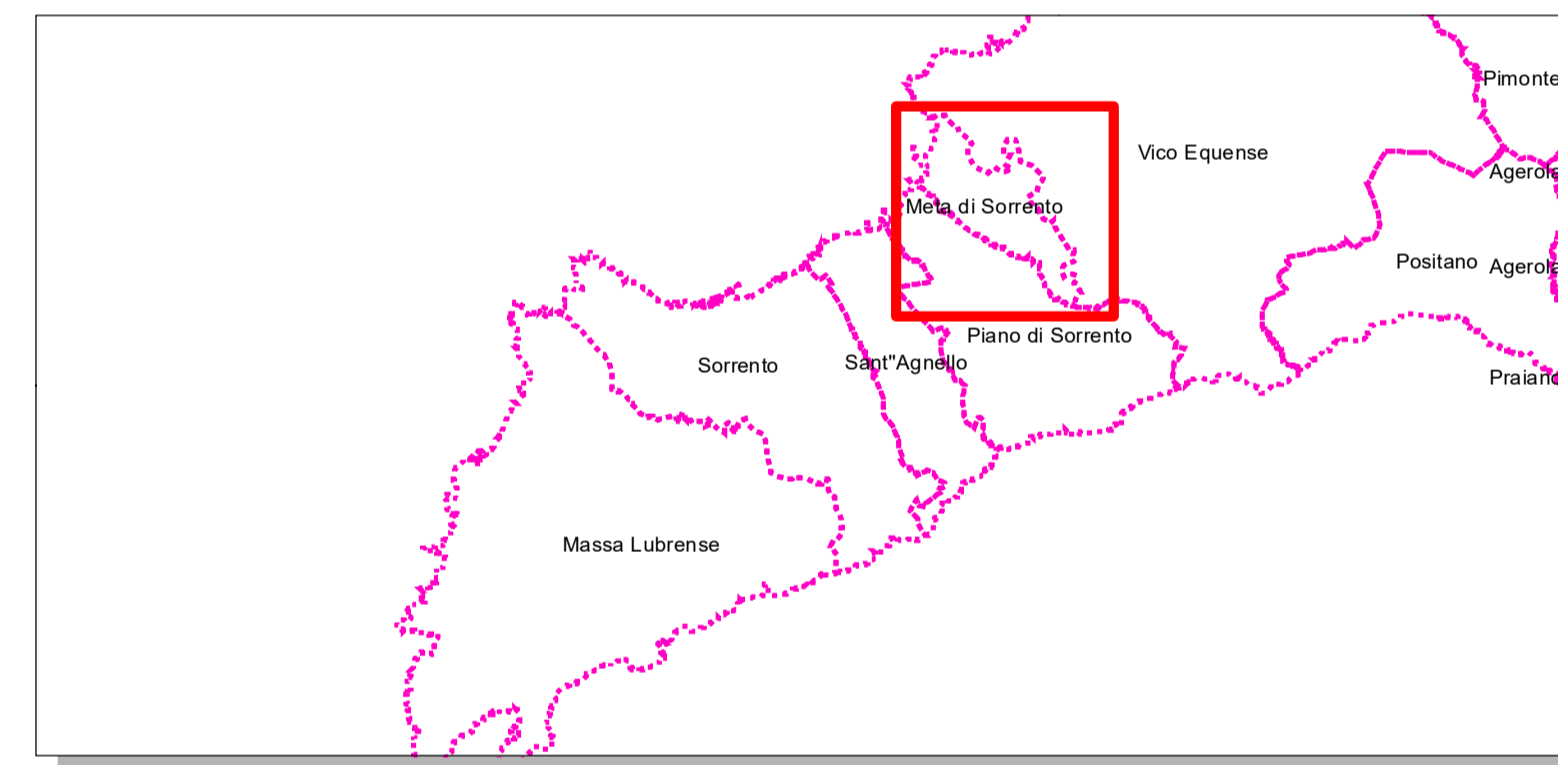 Pimonte
Vico Equense
Agerola
Meta di Sorrento
Positano
Agerola
Piano di Sorrento
Sant"Agnello
Sorrento
Praiano
Massa Lubrense